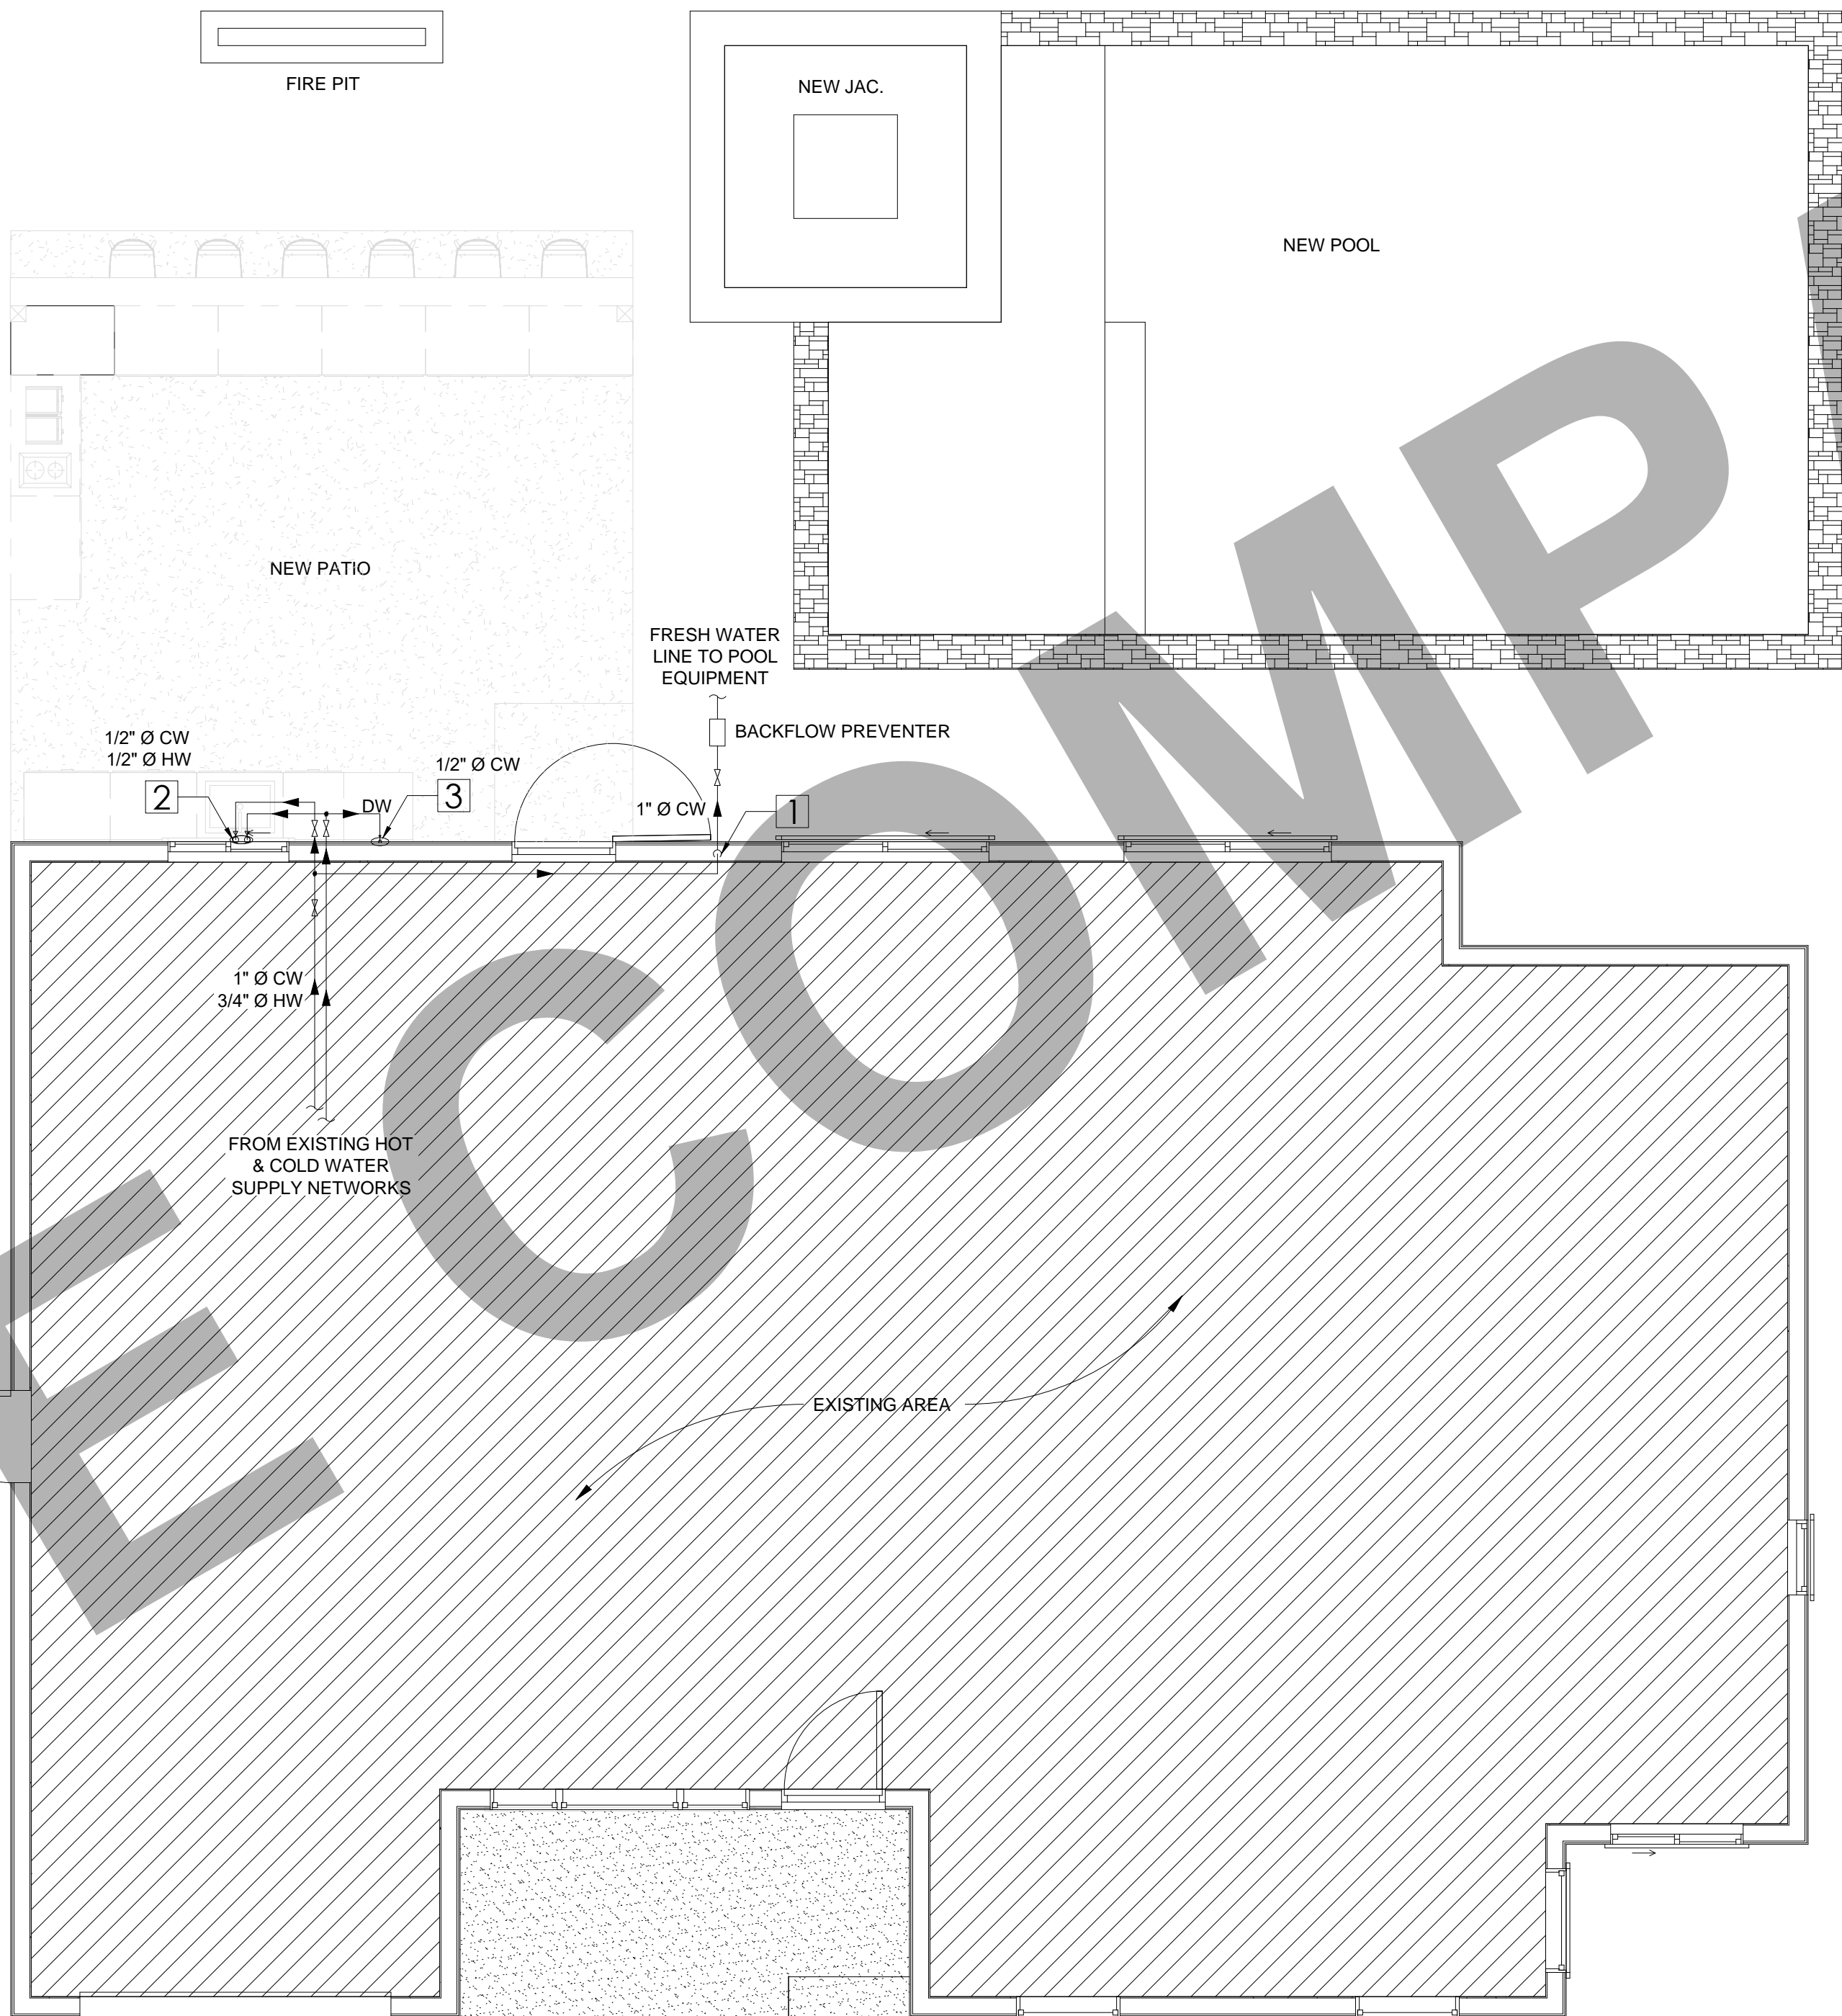 FIRE PIT
NEW JAC.
NEW POOL
NEW PATIO
FRESH WATER
LINE TO POOL
EQUIPMENT
BACKFLOW PREVENTER
1/2" Ø CW
1/2" Ø HW
2
DW
1/2" Ø CW
3
1" Ø CW
1
1" Ø CW
3/4" Ø HW
FROM EXISTING HOT
& COLD WATER
SUPPLY NETWORKS
EXISTING AREA
E COMP